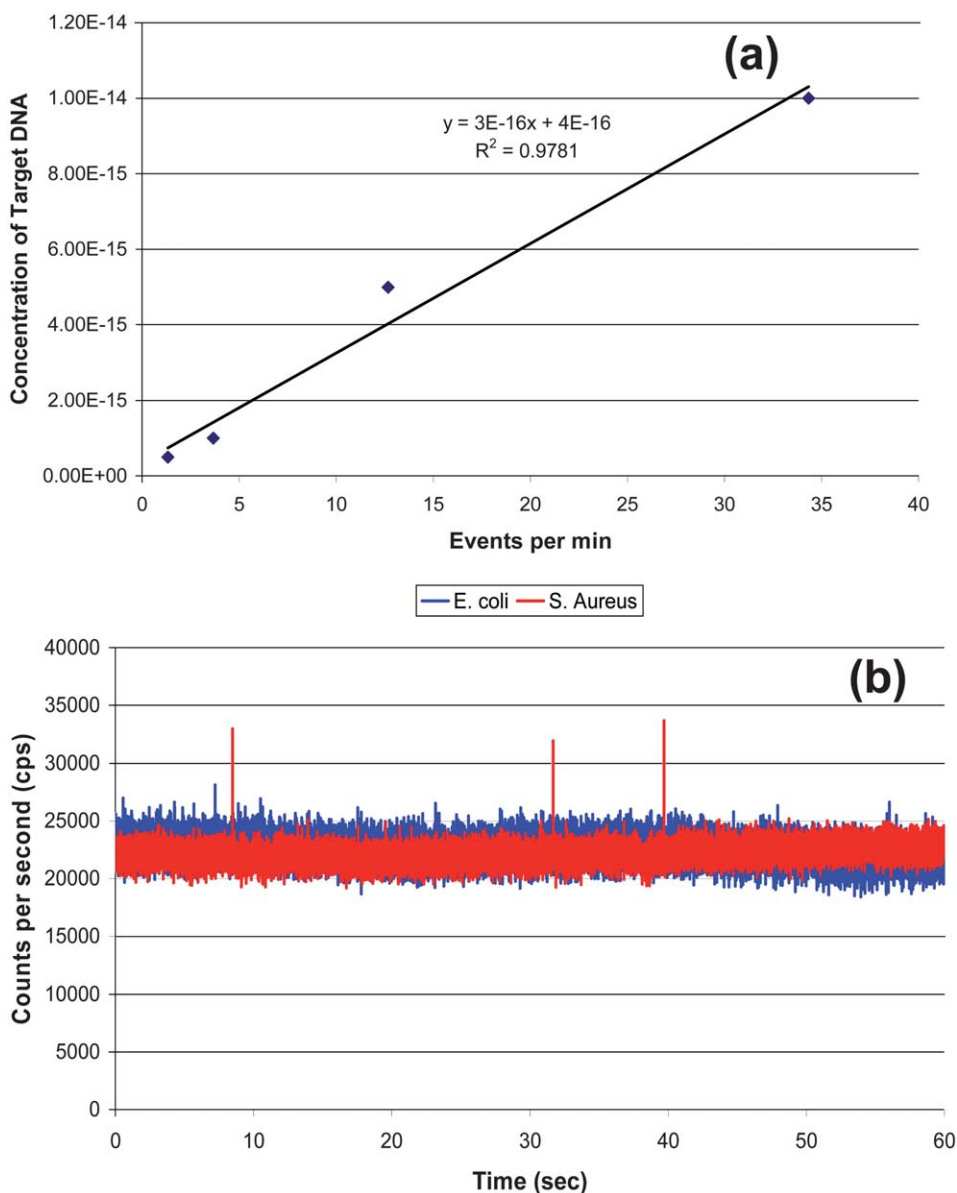 (a)
1.20E-14
1.00E-14
8.00E-15
6.00E-15
4.00E-15
2.00E-15
0.00E+00
Concentration of Target DNA
y = 3E-16x + 4E-16
R² = 0.9781
0 5 10 15 20 25 30 35 40
Events per min
E. coli S. Aureus
(b)
40000
35000
30000
25000
20000
15000
10000
5000
0
Counts per second (cps)
0 10 20 30 40 50 60
Time (sec)